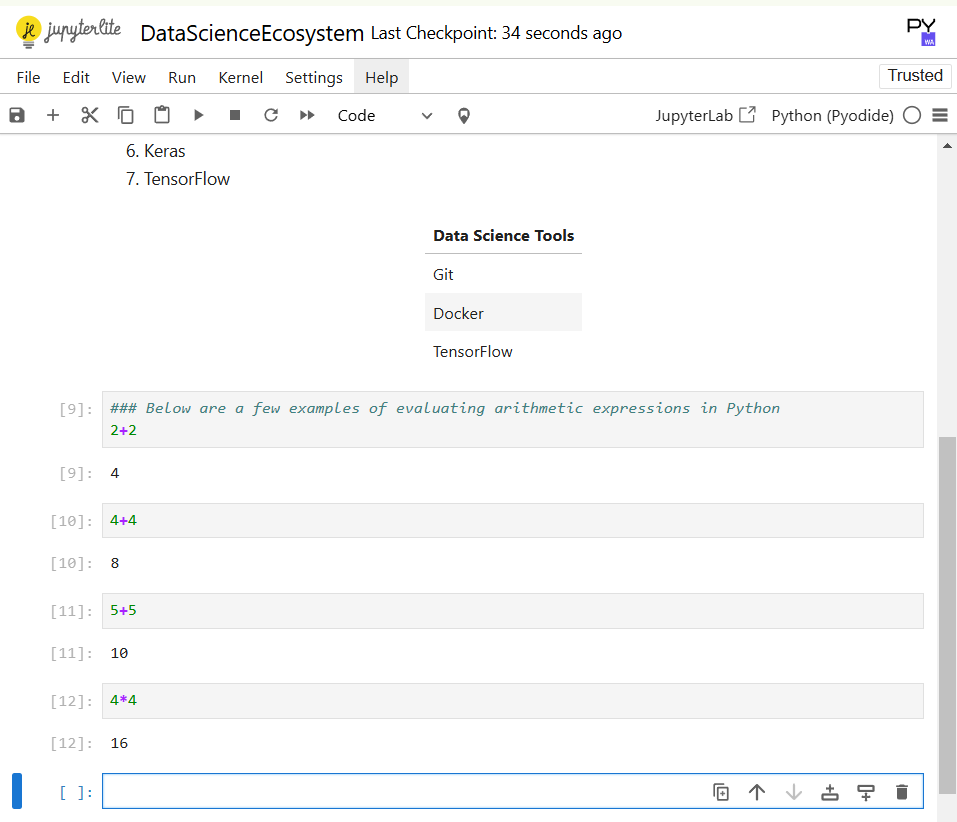 jupyterlite DataScienceEcosystem Last Checkpoint: 34 seconds ago PY WA
File Edit View Run Kernel Settings Help Trusted
Code JupyterLab Python (Pyodide)
6. Keras
7. TensorFlow
Data Science Tools
Git
Docker
TensorFlow
[9]: ### Below are a few examples of evaluating arithmetic expressions in Python
2+2
[9]: 4
[10]: 4+4
[10]: 8
[11]: 5+5
[11]: 10
[12]: 4*4
[12]: 16
[ ]: